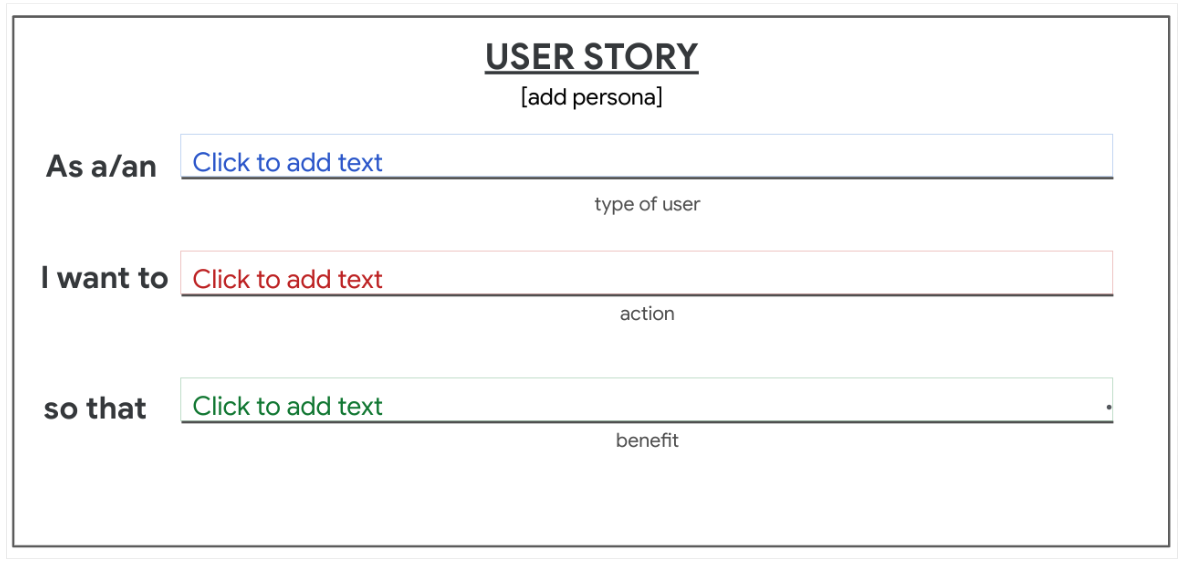 USER STORY
[add persona]
As a/an Click to add text
type of user
I want to Click to add text
action
so that Click to add text .
benefit